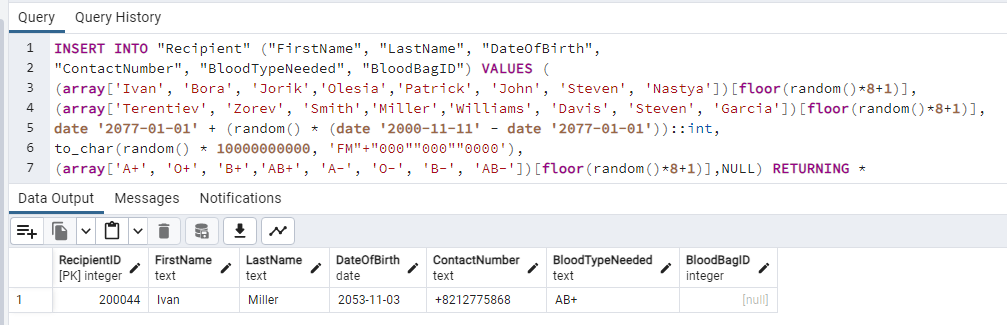 Query Query History
1 INSERT INTO "Recipient" ("FirstName", "LastName", "DateOfBirth",
2 "ContactNumber", "BloodTypeNeeded", "BloodBagID") VALUES (
3 (array['Ivan', 'Bora', 'Jorik','Olesia','Patrick', 'John', 'Steven', 'Nastya'])[floor(random()*8+1)],
4 (array['Terentiev', 'Zorev', 'Smith','Miller','Williams', 'Davis', 'Steven', 'Garcia'])[floor(random()*8+1)],
5 date '2077-01-01' + (random() * (date '2000-11-11' - date '2077-01-01'))::int,
6 to_char(random() * 10000000000, 'FM"+"000""000""0000'),
7 (array['A+', 'O+', 'B+','AB+', 'A-', 'O-', 'B-', 'AB-'])[floor(random()*8+1)],NULL) RETURNING *
Data Output Messages Notifications
RecipientID FirstName LastName DateOfBirth ContactNumber BloodTypeNeeded BloodBagID
[PK] integer text text date text text integer
1 200044 Ivan Miller 2053-11-03 +8212775868 AB+ [null]